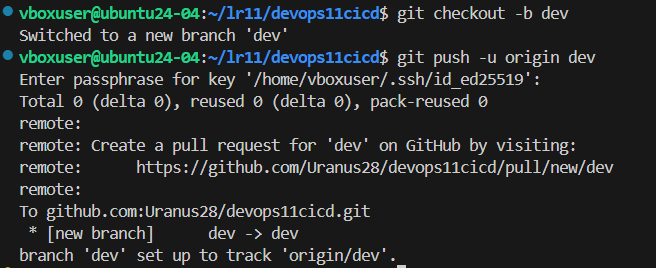 vboxuser@ubuntu24-04:~/lr11/devops11cicd$ git checkout -b dev
Switched to a new branch 'dev'
vboxuser@ubuntu24-04:~/lr11/devops11cicd$ git push -u origin dev
Enter passphrase for key '/home/vboxuser/.ssh/id_ed25519':
Total 0 (delta 0), reused 0 (delta 0), pack-reused 0
remote:
remote: Create a pull request for 'dev' on GitHub by visiting:
remote:      https://github.com/Uranus28/devops11cicd/pull/new/dev
remote:
To github.com:Uranus28/devops11cicd.git
 * [new branch]      dev -> dev
branch 'dev' set up to track 'origin/dev'.